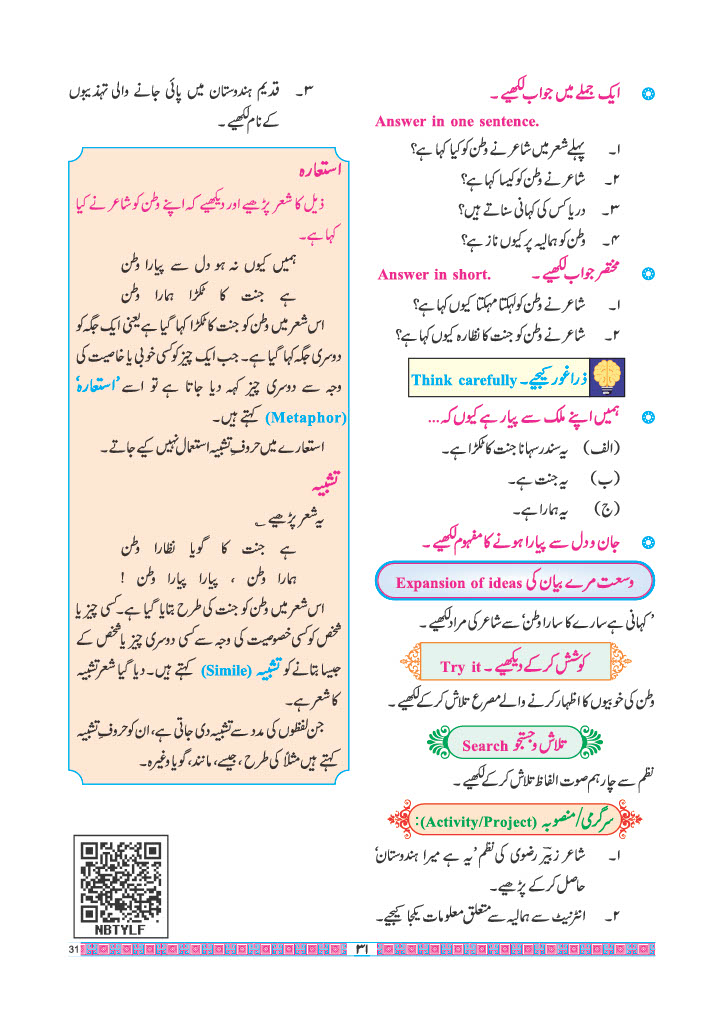 ایک جملے میں جواب لکھیے۔
Answer in one sentence.
۱۔ پہلے شعر میں شاعر نے وطن کو کیا کہا ہے؟
۲۔ شاعر نے وطن کو کیسا کہا ہے؟
۳۔ دریا کس کی کہانی سناتے ہیں؟
۴۔ وطن کو ہمالیہ پر کیوں ناز ہے؟
مختصر جواب لکھیے۔ Answer in short.
۱۔ شاعر نے وطن کو لہکتا مہکتا کیوں کہا ہے؟
۲۔ شاعر نے وطن کو جنت کا نظارہ کیوں کہا ہے؟
ذرا غور کیجیے۔ Think carefully
ہمیں اپنے ملک سے پیار ہے کیوں کہ...
(الف) یہ سندر سہانا جنت کا ٹکڑا ہے۔
(ب) یہ جنت ہے۔
(ج) یہ ہمارا ہے۔
جان و دل سے پیارا ہونے کا مفہوم لکھیے۔
وسعت مرے بیان کی Expansion of ideas
’کہانی ہے سارے کا سارا وطن‘ سے شاعر کی مراد لکھیے۔
کوشش کر کے دیکھیے۔ Try it
وطن کی خوبیوں کا اظہار کرنے والے مصرع تلاش کر کے لکھیے۔
تلاش و جستجو Search
نظم سے چار ہم صوت الفاظ تلاش کر کے لکھیے۔
سرگرمی/منصوبہ (Activity/Project):
۱۔ شاعر زبیرؔ رضوی کی نظم ’یہ ہے میرا ہندوستان‘
حاصل کر کے پڑھیے۔
۲۔ انٹرنیٹ سے ہمالیہ سے متعلق معلومات یکجا کیجیے۔
۳۔ قدیم ہندوستان میں پائی جانے والی تہذیبوں
کے نام لکھیے۔
استعارہ
ذیل کا شعر پڑھیے اور دیکھیے کہ اپنے وطن کو شاعر نے کیا
کہا ہے۔
ہمیں کیوں نہ ہو دل سے پیارا وطن
ہے جنت کا ٹکڑا ہمارا وطن
اس شعر میں وطن کو جنت کا ٹکڑا کہا گیا ہے یعنی ایک جگہ کو
دوسری جگہ کہا گیا ہے۔ جب ایک چیز کو کسی خوبی یا خاصیت کی
وجہ سے دوسری چیز کہہ دیا جاتا ہے تو اسے ’استعارہ‘
(Metaphor) کہتے ہیں۔
استعارے میں حروفِ تشبیہ استعمال نہیں کیے جاتے۔
تشبیہ
یہ شعر پڑھیے ؎
ہے جنت کا گویا نظارا وطن
ہمارا وطن ، پیارا پیارا وطن !
اس شعر میں وطن کو جنت کی طرح بتایا گیا ہے۔ کسی چیز یا
شخص کو کسی خصوصیت کی وجہ سے کسی دوسری چیز یا شخص کے
جیسا بتانے کو تشبیہ (Simile) کہتے ہیں۔ دیا گیا شعر تشبیہ
کا شعر ہے۔
جن لفظوں کی مدد سے تشبیہ دی جاتی ہے، ان کو حروفِ تشبیہ
کہتے ہیں مثلاً کی طرح ، جیسے، مانند، گویا وغیرہ۔
NBTYLF
31
۳۱